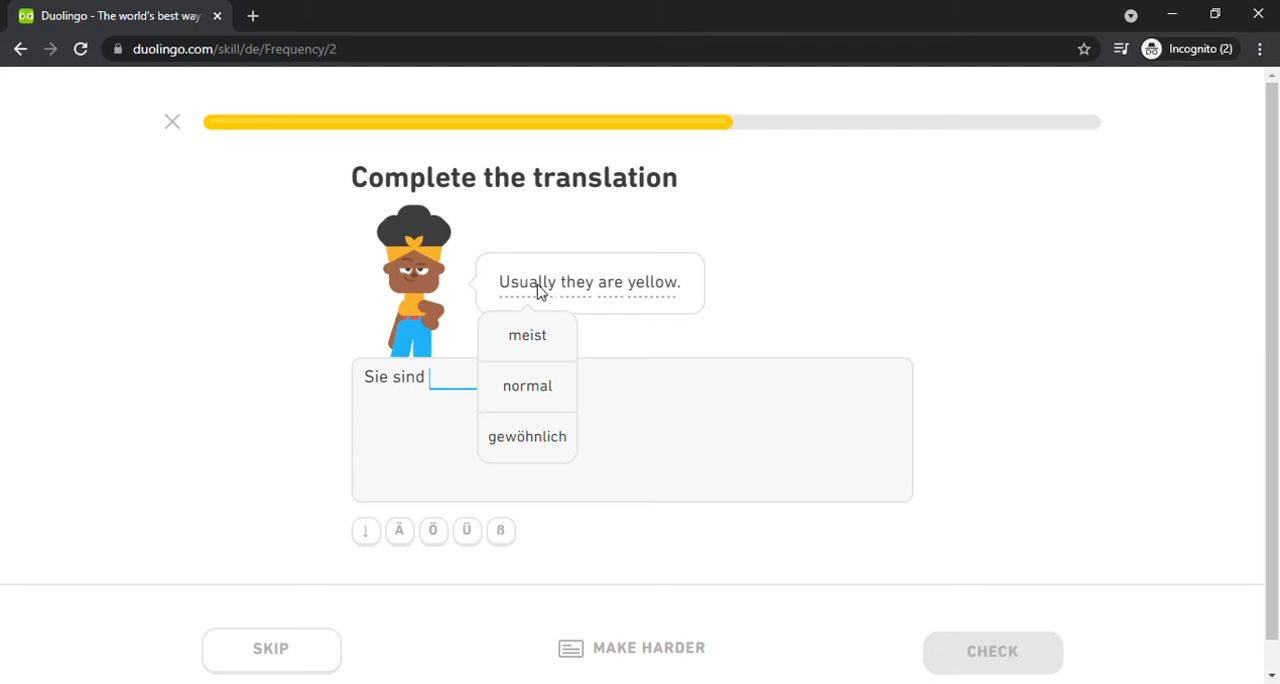 Duolingo - The world's best way
duolingo.com/skill/de/Frequency/2
Incognito (2)
Complete the translation
Usually they are yellow.
meist
normal
gewöhnlich
Sie sind
↓ Ä Ö Ü ß
SKIP
MAKE HARDER
CHECK